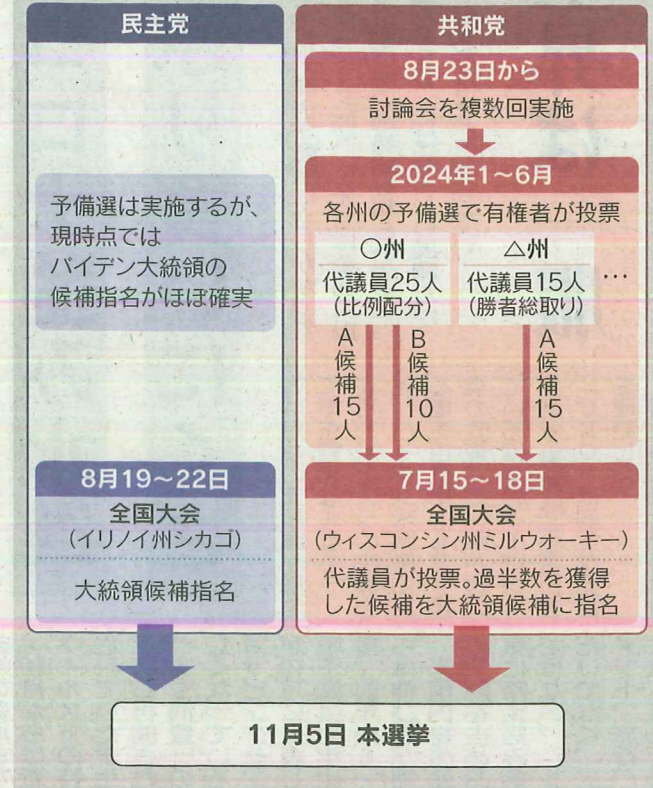 民主党
予備選は実施するが、
現時点では
バイデン大統領の
候補指名がほぼ確実
8月19～22日
全国大会
（イリノイ州シカゴ）
大統領候補指名
共和党
8月23日から
討論会を複数回実施
2024年1～6月
各州の予備選で有権者が投票
〇州
代議員25人
（比例配分）
△州
代議員15人
（勝者総取り）
…
A候補15人
B候補10人
A候補15人
7月15～18日
全国大会
（ウィスコンシン州ミルウォーキー）
代議員が投票。過半数を獲得
した候補を大統領候補に指名
11月5日 本選挙